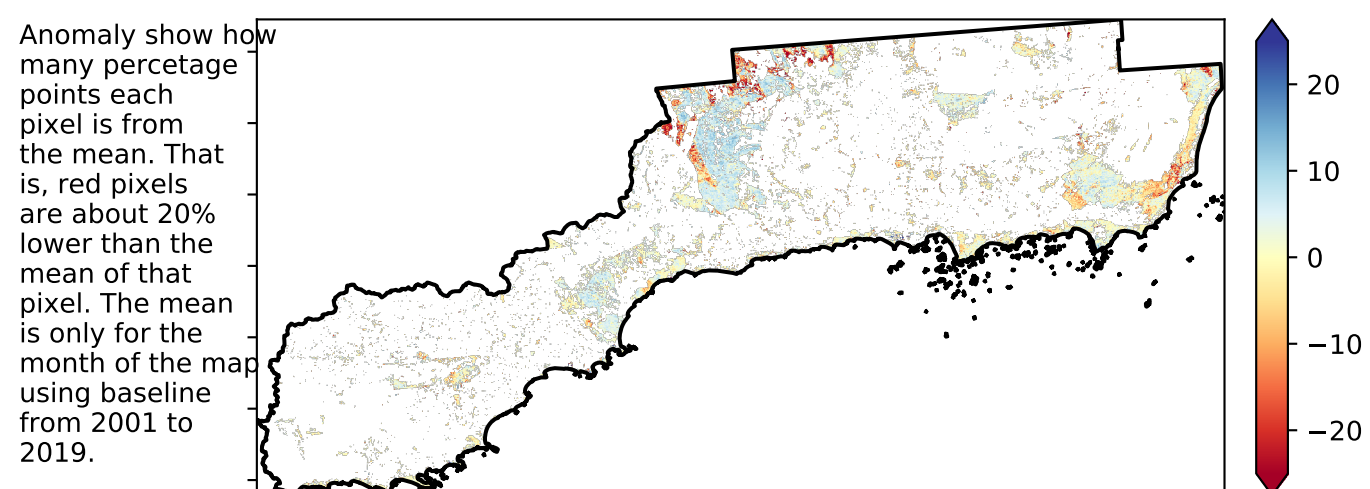 Anomaly show how
many percetage
points each
pixel is from
the mean. That
is, red pixels
are about 20%
lower than the
mean of that
pixel. The mean
is only for the
month of the map
using baseline
from 2001 to
2019.
20
10
0
−10
−20